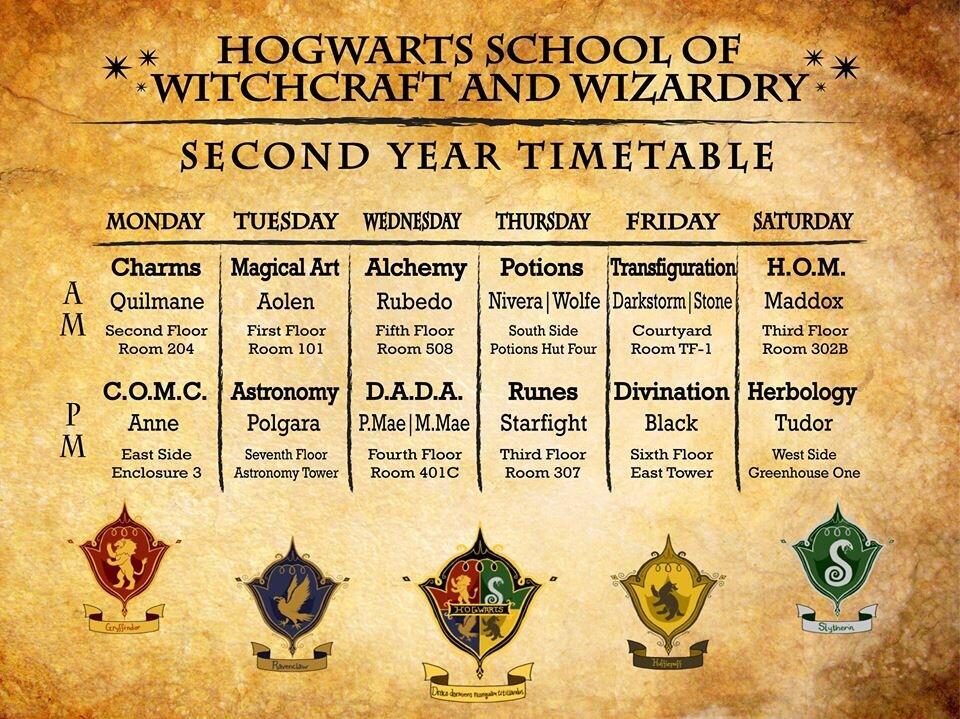 HOGWARTS SCHOOL OF
WITCHCRAFT AND WIZARDRY
SECOND YEAR TIMETABLE
MONDAY TUESDAY WEDNESDAY THURSDAY FRIDAY SATURDAY
AM
Charms Magical Art Alchemy Potions Transfiguration H.O.M.
Quilmane Aolen Rubedo Nivera|Wolfe Darkstorm|Stone Maddox
Second Floor First Floor Fifth Floor South Side Courtyard Third Floor
Room 204 Room 101 Room 508 Potions Hut Four Room TF-1 Room 302B
PM
C.O.M.C. Astronomy D.A.D.A. Runes Divination Herbology
Anne Polgara P.Mae|M.Mae Starfight Black Tudor
East Side Seventh Floor Fourth Floor Third Floor Sixth Floor West Side
Enclosure 3 Astronomy Tower Room 401C Room 307 East Tower Greenhouse One
HOGWARTS
Gryffindor
Ravenclaw
Draco dormiens nunquam titillandus
Hufflepuff
Slytherin